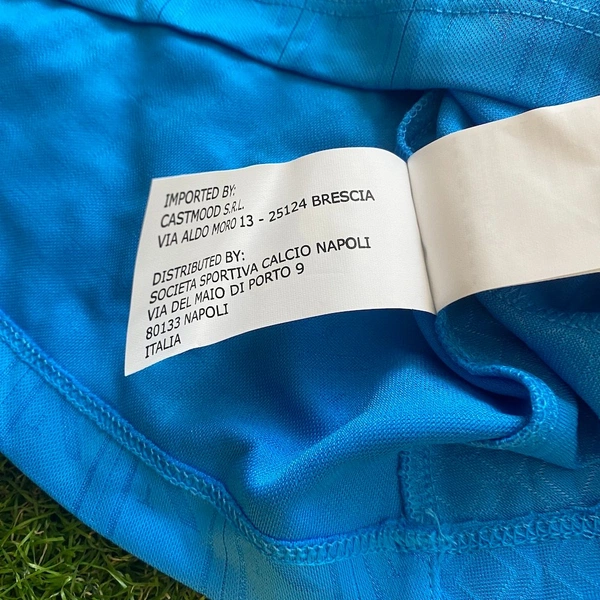 IMPORTED BY:
CASTMOOD S.R.L.
VIA ALDO MORO 13 - 25124 BRESCIA
DISTRIBUTED BY:
SOCIETA SPORTIVA CALCIO NAPOLI
VIA DEL MAIO DI PORTO 9
80133 NAPOLI
ITALIA